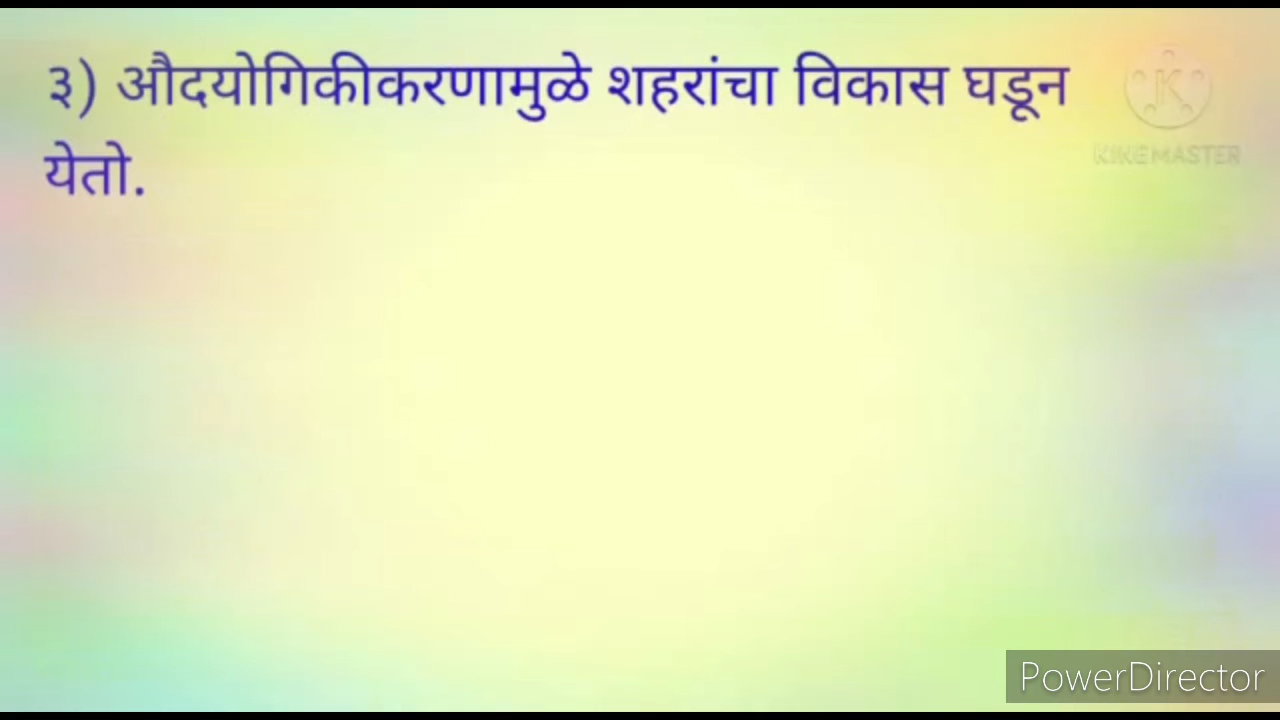 ३) औदयोगिकीकरणामुळे शहरांचा विकास घडून
येतो.
KINEMASTER
PowerDirector